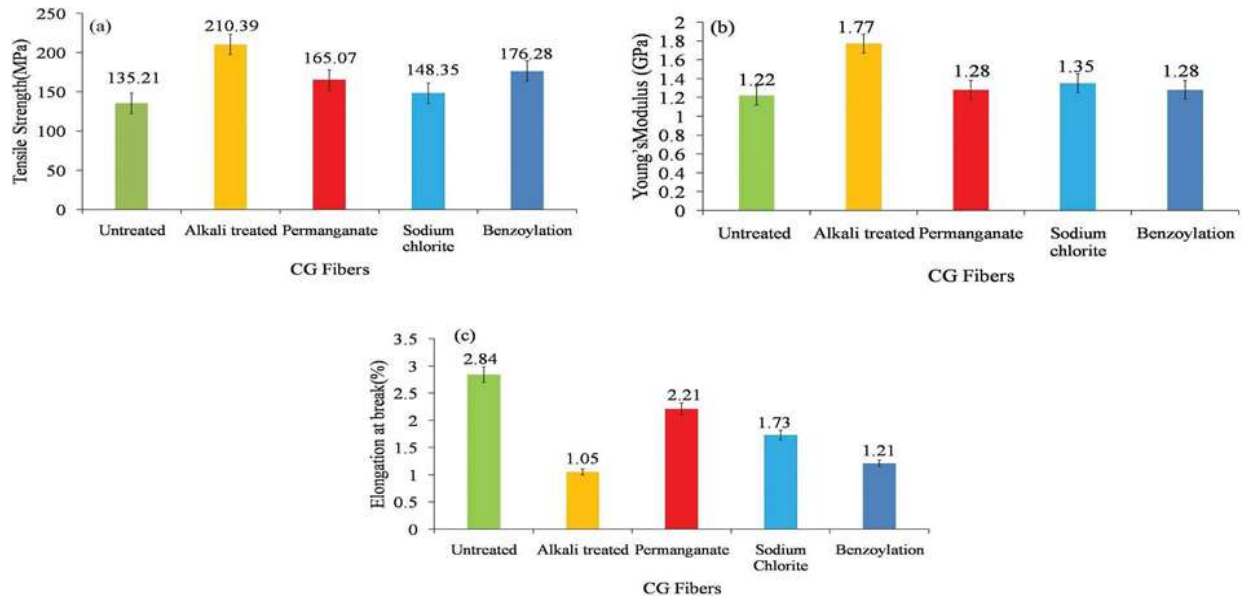 (a)
Tensile Strength(MPa)
250
200
150
100
50
0
135.21
210.39
165.07
148.35
176.28
Untreated
Alkali treated
Permanganate
Sodium
chlorite
Benzoylation
CG Fibers
(b)
Young'sModulus (GPa)
2
1.8
1.6
1.4
1.2
1
0.8
0.6
0.4
0.2
0
1.22
1.77
1.28
1.35
1.28
Untreated
Alkali treated
Permanganate
Sodium
chlorite
Benzoylation
CG Fibers
(c)
Elongation at break(%)
3.5
3
2.5
2
1.5
1
0.5
0
2.84
1.05
2.21
1.73
1.21
Untreated
Alkali treated
Permanganate
Sodium
Chlorite
Benzoylation
CG Fibers